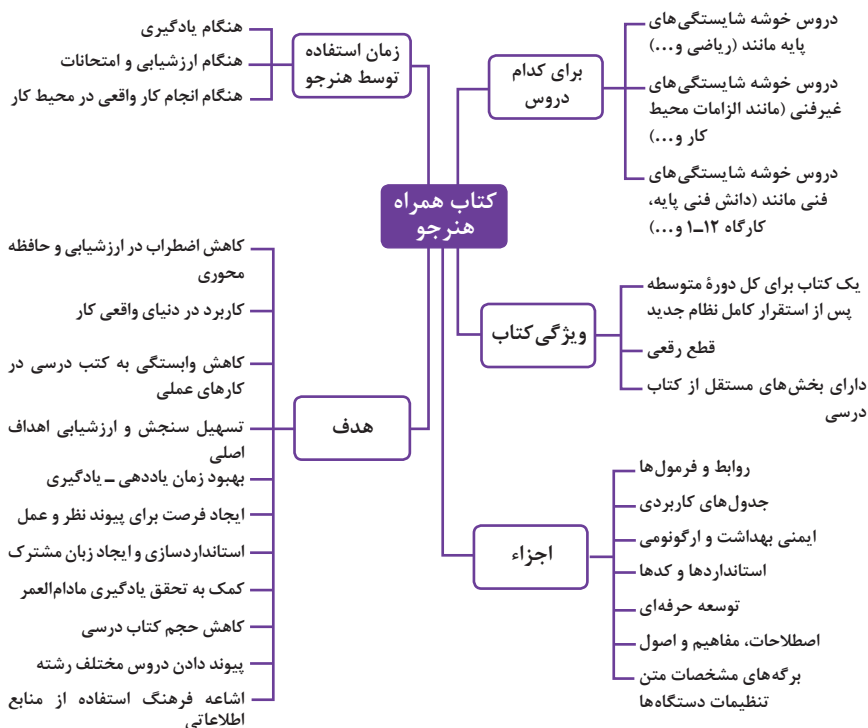 کتاب همراه
هنرجو
برای کدام
دروس
دروس خوشه شایستگی‌های
پایه مانند (ریاضی و...)
دروس خوشه شایستگی‌های
غیرفنی (مانند الزامات محیط
کار و...)
دروس خوشه شایستگی‌های
فنی مانند (دانش فنی پایه،
کارگاه ۱۲ــ۱ و...)
ویژگی کتاب
یک کتاب برای کل دورۀ متوسطه
پس از استقرار کامل نظام جدید
قطع رقعی
دارای بخش‌های مستقل از کتاب
درسی
اجزاء
روابط و فرمول‌ها
جدول‌های کاربردی
ایمنی بهداشت و ارگونومی
استانداردها و کدها
توسعه حرفه‌ای
اصطلاحات، مفاهیم و اصول
برگه‌های مشخصات متن
تنظیمات دستگاه‌ها
زمان استفاده
توسط هنرجو
هنگام یادگیری
هنگام ارزشیابی و امتحانات
هنگام انجام کار واقعی در محیط کار
هدف
کاهش اضطراب در ارزشیابی و حافظه
محوری
کاربرد در دنیای واقعی کار
کاهش وابستگی به کتب درسی در
کارهای عملی
تسهیل سنجش و ارزشیابی اهداف
اصلی
بهبود زمان یاددهی ــ یادگیری
ایجاد فرصت برای پیوند نظر و عمل
استانداردسازی و ایجاد زبان مشترک
کمک به تحقق یادگیری مادام‌العمر
کاهش حجم کتاب درسی
پیوند دادن دروس مختلف رشته
اشاعه فرهنگ استفاده از منابع
اطلاعاتی